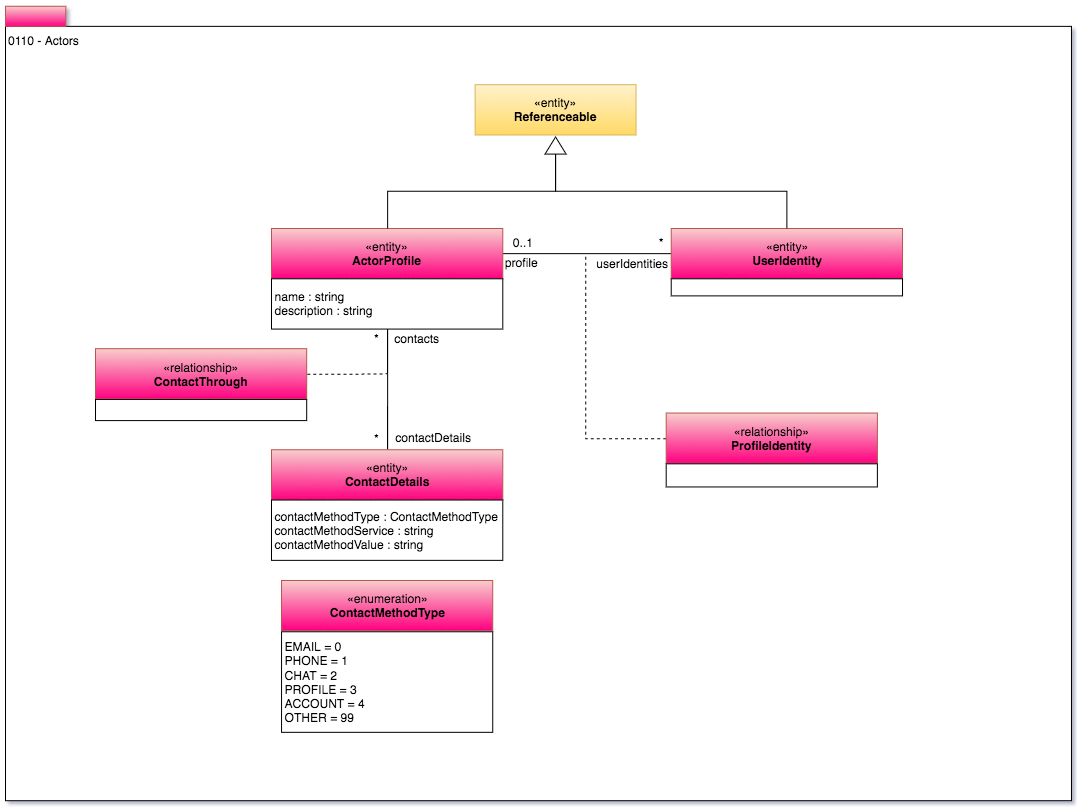 0110 - Actors
«entity»
Referenceable
«entity»
ActorProfile
name : string
description : string
0..1
*
profile
userIdentities
«entity»
UserIdentity
* contacts
«relationship»
ContactThrough
«relationship»
ProfileIdentity
* contactDetails
«entity»
ContactDetails
contactMethodType : ContactMethodType
contactMethodService : string
contactMethodValue : string
«enumeration»
ContactMethodType
EMAIL = 0
PHONE = 1
CHAT = 2
PROFILE = 3
ACCOUNT = 4
OTHER = 99